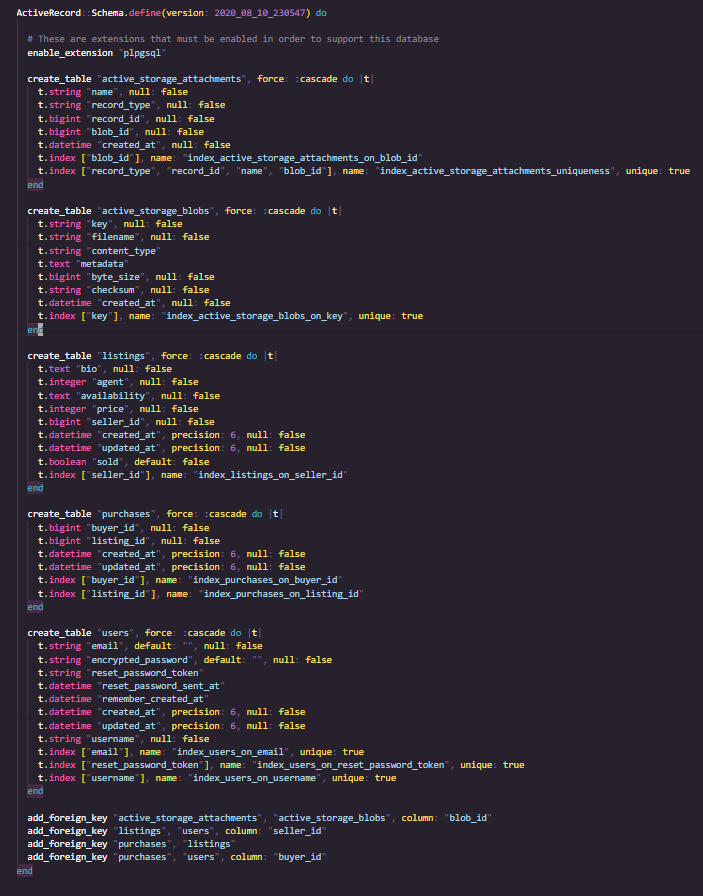 ActiveRecord::Schema.define(version: 2020_08_10_230547) do
# These are extensions that must be enabled in order to support this database
enable_extension "plpgsql"
create_table "active_storage_attachments", force: :cascade do |t|
t.string "name", null: false
t.string "record_type", null: false
t.bigint "record_id", null: false
t.bigint "blob_id", null: false
t.datetime "created_at", null: false
t.index ["blob_id"], name: "index_active_storage_attachments_on_blob_id"
t.index ["record_type", "record_id", "name", "blob_id"], name: "index_active_storage_attachments_uniqueness", unique: true
end
create_table "active_storage_blobs", force: :cascade do |t|
t.string "key", null: false
t.string "filename", null: false
t.string "content_type"
t.text "metadata"
t.bigint "byte_size", null: false
t.string "checksum", null: false
t.datetime "created_at", null: false
t.index ["key"], name: "index_active_storage_blobs_on_key", unique: true
end
create_table "listings", force: :cascade do |t|
t.text "bio", null: false
t.integer "agent", null: false
t.text "availability", null: false
t.integer "price", null: false
t.bigint "seller_id", null: false
t.datetime "created_at", precision: 6, null: false
t.datetime "updated_at", precision: 6, null: false
t.boolean "sold", default: false
t.index ["seller_id"], name: "index_listings_on_seller_id"
end
create_table "purchases", force: :cascade do |t|
t.bigint "buyer_id", null: false
t.bigint "listing_id", null: false
t.datetime "created_at", precision: 6, null: false
t.datetime "updated_at", precision: 6, null: false
t.index ["buyer_id"], name: "index_purchases_on_buyer_id"
t.index ["listing_id"], name: "index_purchases_on_listing_id"
end
create_table "users", force: :cascade do |t|
t.string "email", default: "", null: false
t.string "encrypted_password", default: "", null: false
t.string "reset_password_token"
t.datetime "reset_password_sent_at"
t.datetime "remember_created_at"
t.datetime "created_at", precision: 6, null: false
t.datetime "updated_at", precision: 6, null: false
t.string "username", null: false
t.index ["email"], name: "index_users_on_email", unique: true
t.index ["reset_password_token"], name: "index_users_on_reset_password_token", unique: true
t.index ["username"], name: "index_users_on_username", unique: true
end
add_foreign_key "active_storage_attachments", "active_storage_blobs", column: "blob_id"
add_foreign_key "listings", "users", column: "seller_id"
add_foreign_key "purchases", "listings"
add_foreign_key "purchases", "users", column: "buyer_id"
end